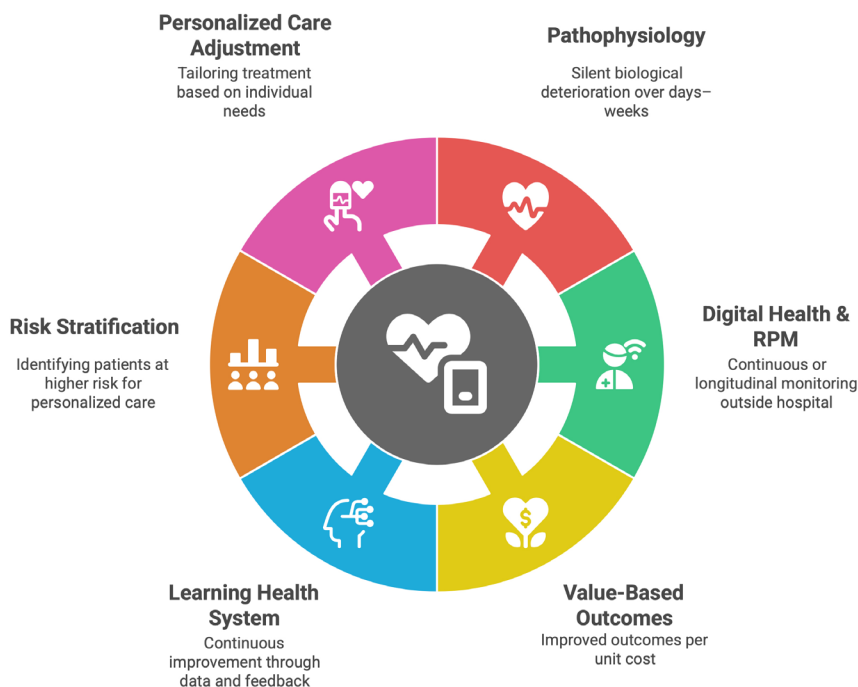 Personalized Care
Adjustment
Tailoring treatment
based on individual
needs
Pathophysiology
Silent biological
deterioration over days–
weeks
Risk Stratification
Identifying patients at
higher risk for
personalized care
Digital Health &
RPM
Continuous or
longitudinal monitoring
outside hospital
$
Learning Health
System
Continuous
improvement through
data and feedback
Value-Based
Outcomes
Improved outcomes per
unit cost